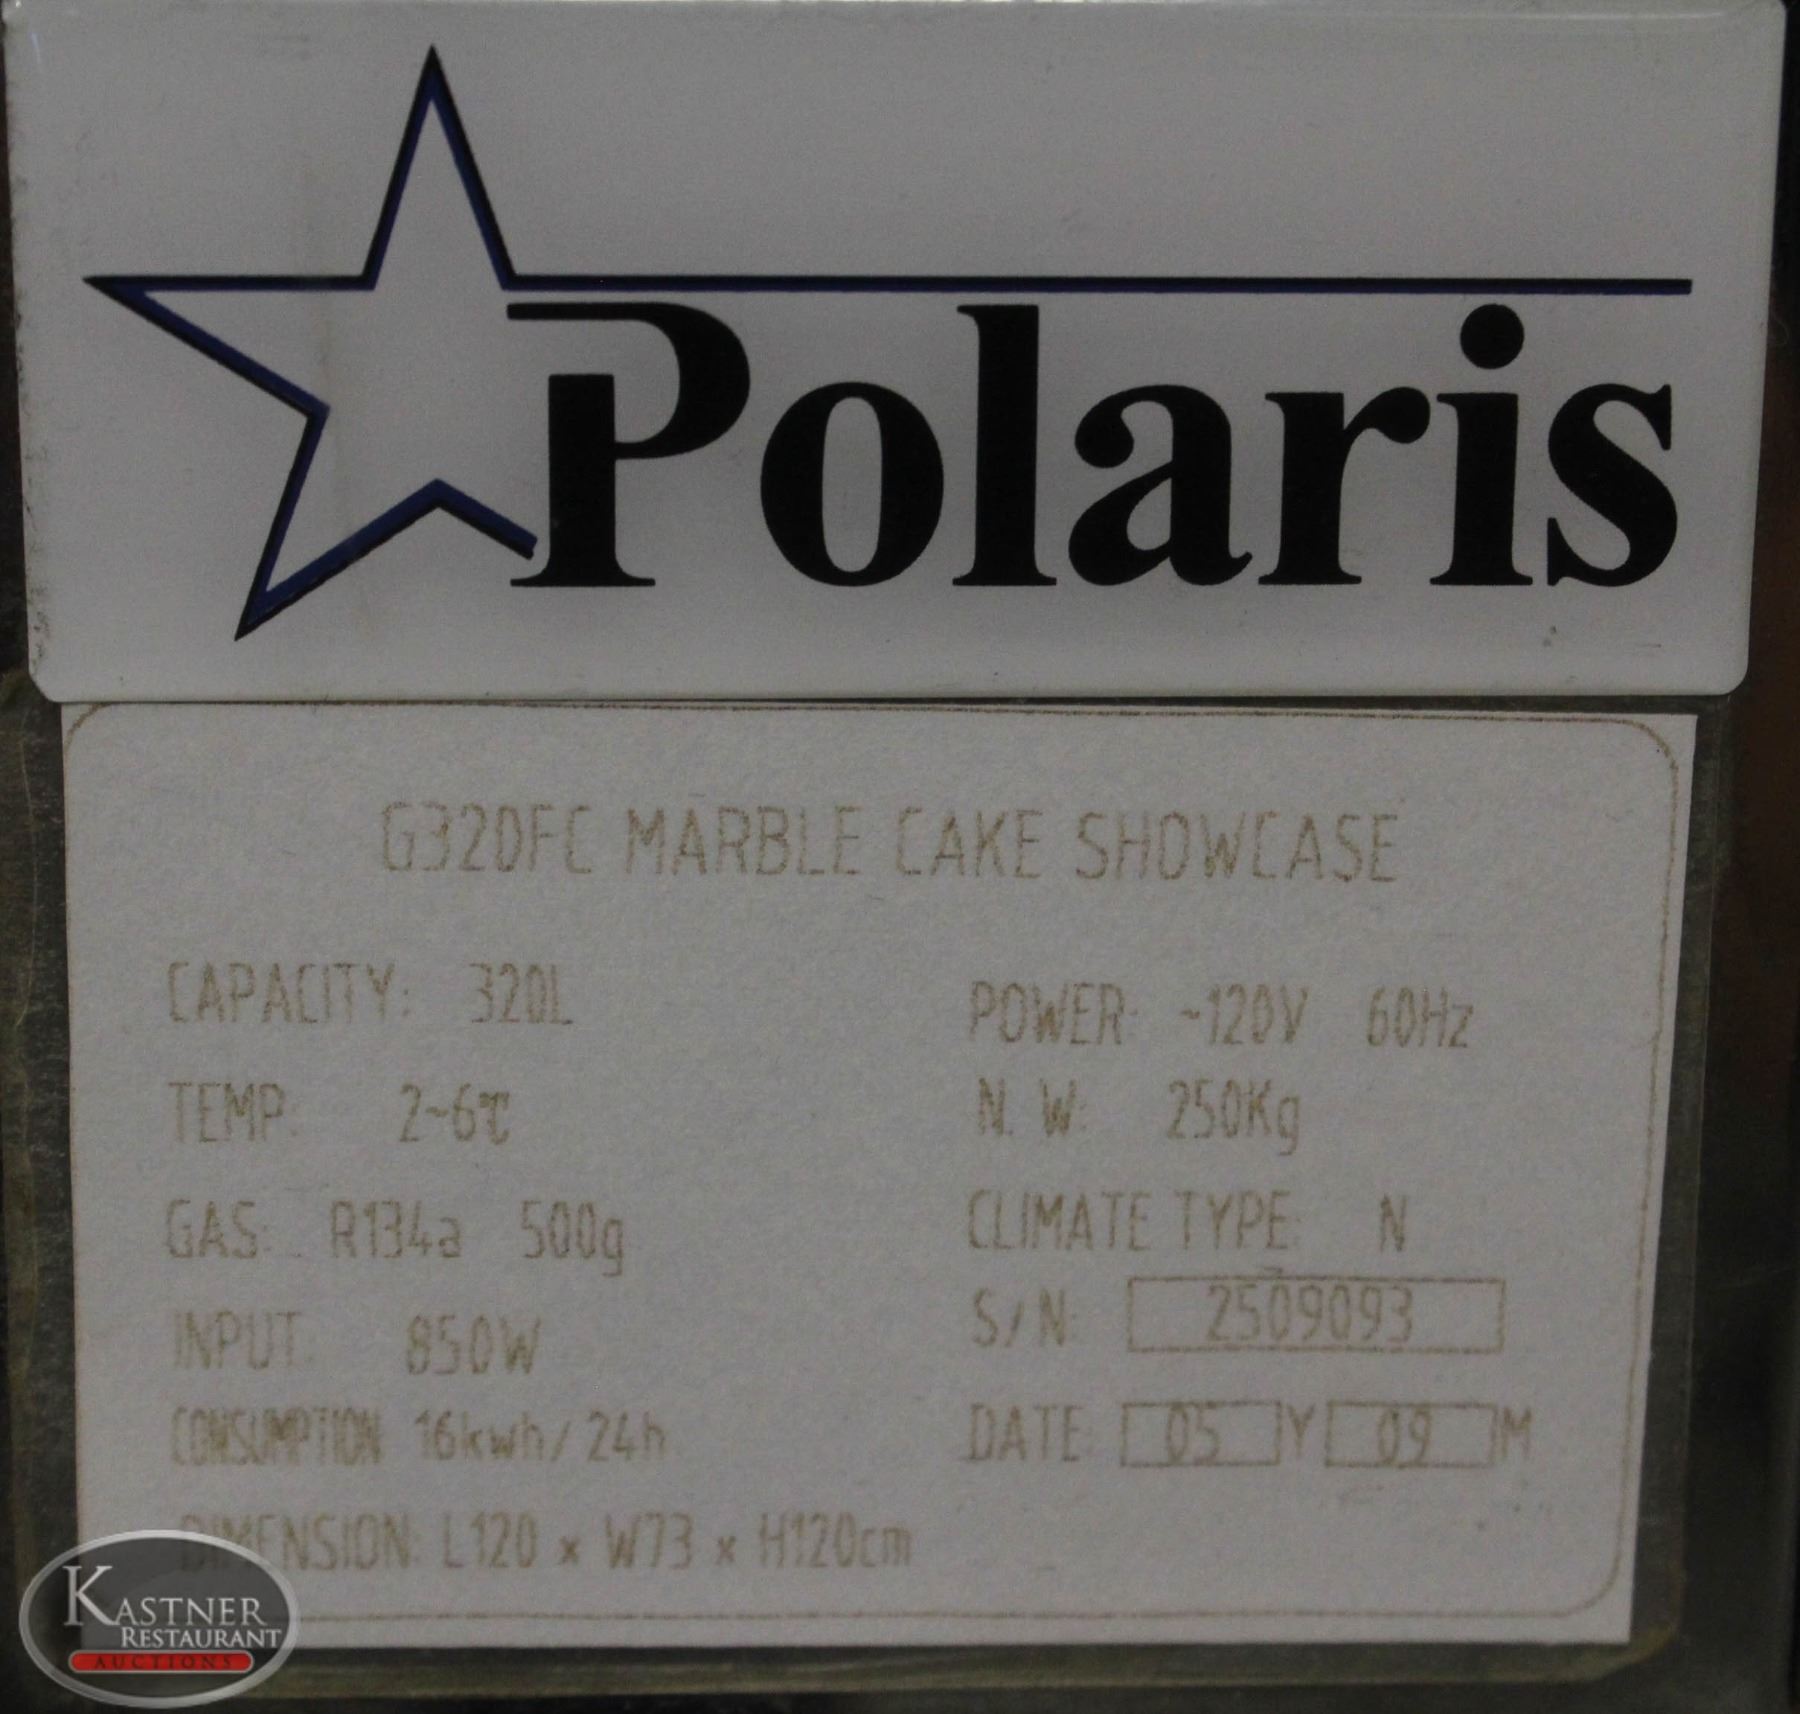 Polaris
G320FC MARBLE CAKE SHOWCASE
CAPACITY: 320L
POWER: ~120V 60Hz
TEMP: 2~6℃
N. W: 250Kg
GAS: R134a 500g
CLIMATE TYPE: N
INPUT: 850W
S/N: 2509093
CONSUMPTION: 16kwh/24h
DATE: 05 Y 09 M
DIMENSION: L120 x W73 x H120cm
KASTNER
RESTAURANT
AUCTIONS